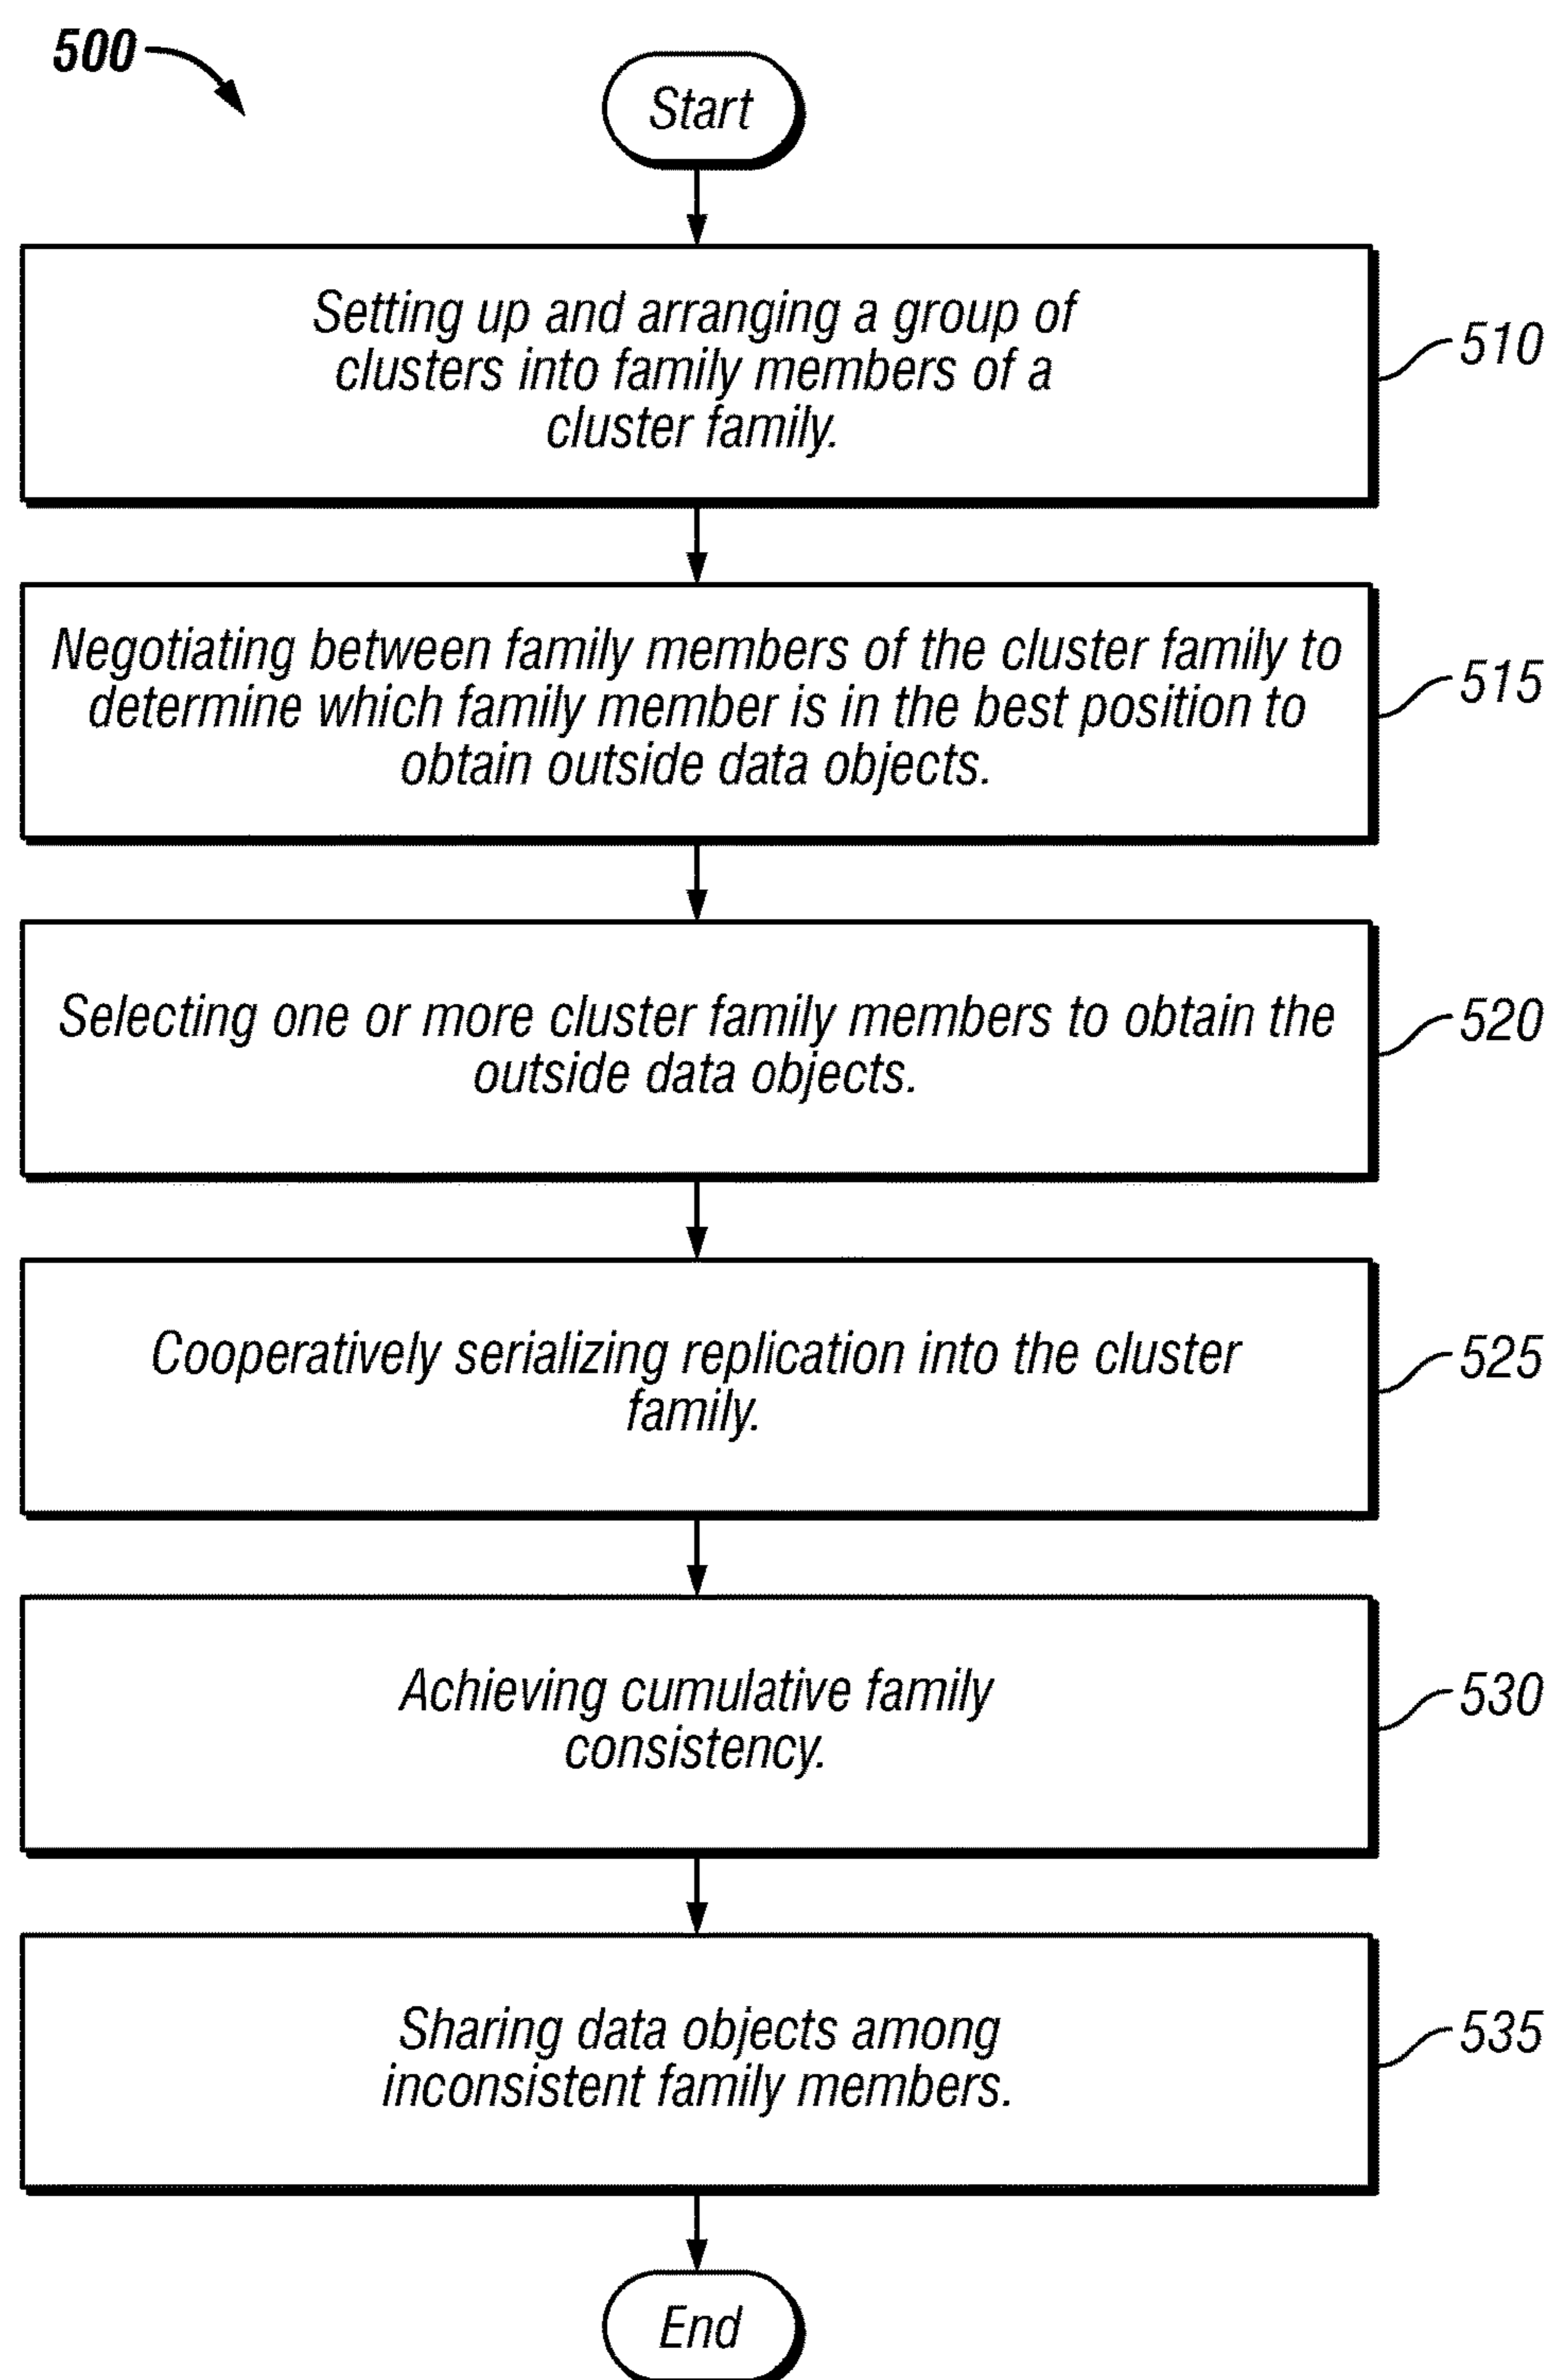 500
Start
Setting up and arranging a group of
clusters into family members of a
cluster family.
510
Negotiating between family members of the cluster family to
determine which family member is in the best position to
obtain outside data objects.
515
Selecting one or more cluster family members to obtain the
outside data objects.
520
Cooperatively serializing replication into the cluster
family.
525
Achieving cumulative family
consistency.
530
Sharing data objects among
inconsistent family members.
535
End